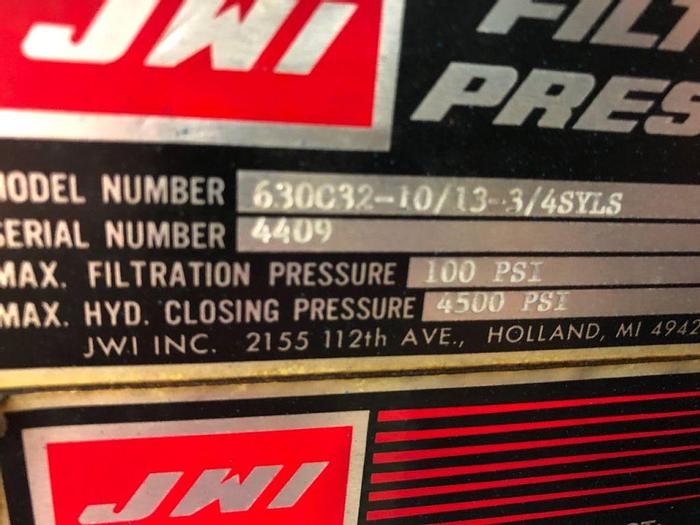 JWI
FILT
PRES
MODEL NUMBER 630G32-10/13-3/4SYLS
SERIAL NUMBER 4409
MAX. FILTRATION PRESSURE 100 PSI
MAX. HYD. CLOSING PRESSURE 4500 PSI
JWI INC. 2155 112th AVE., HOLLAND, MI 4942
JWI